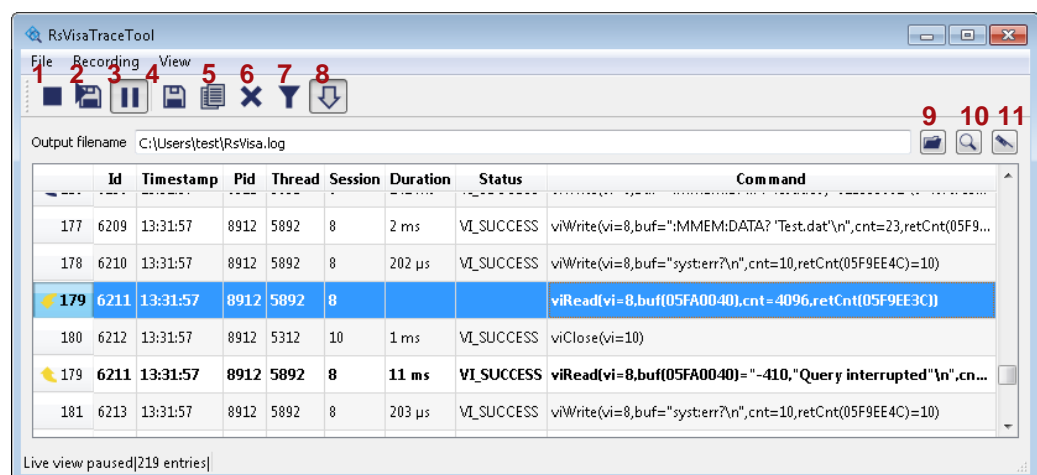 RsVisaTraceTool
File Recording View
1 2 3 4 5 6 7 8
9 10 11
Output filename C:\Users\test\RsVisa.log
Id Timestamp Pid Thread Session Duration Status Command
177 6209 13:31:57 8912 5892 8 2 ms VI_SUCCESS viWrite(vi=8,buf=":MMEM:DATA? 'Test.dat'\n",cnt=23,retCnt(05F9...
178 6210 13:31:57 8912 5892 8 202 µs VI_SUCCESS viWrite(vi=8,buf="syst:err?\n",cnt=10,retCnt(05F9EE4C)=10)
179 6211 13:31:57 8912 5892 8 viRead(vi=8,buf(05FA0040),cnt=4096,retCnt(05F9EE3C))
180 6212 13:31:57 8912 5312 10 1 ms VI_SUCCESS viClose(vi=10)
179 6211 13:31:57 8912 5892 8 11 ms VI_SUCCESS viRead(vi=8,buf(05FA0040)="-410,"Query interrupted"\n",cn...
181 6213 13:31:57 8912 5892 8 203 µs VI_SUCCESS viWrite(vi=8,buf="syst:err?\n",cnt=10,retCnt(05F9EE4C)=10)
Live view paused|219 entries|